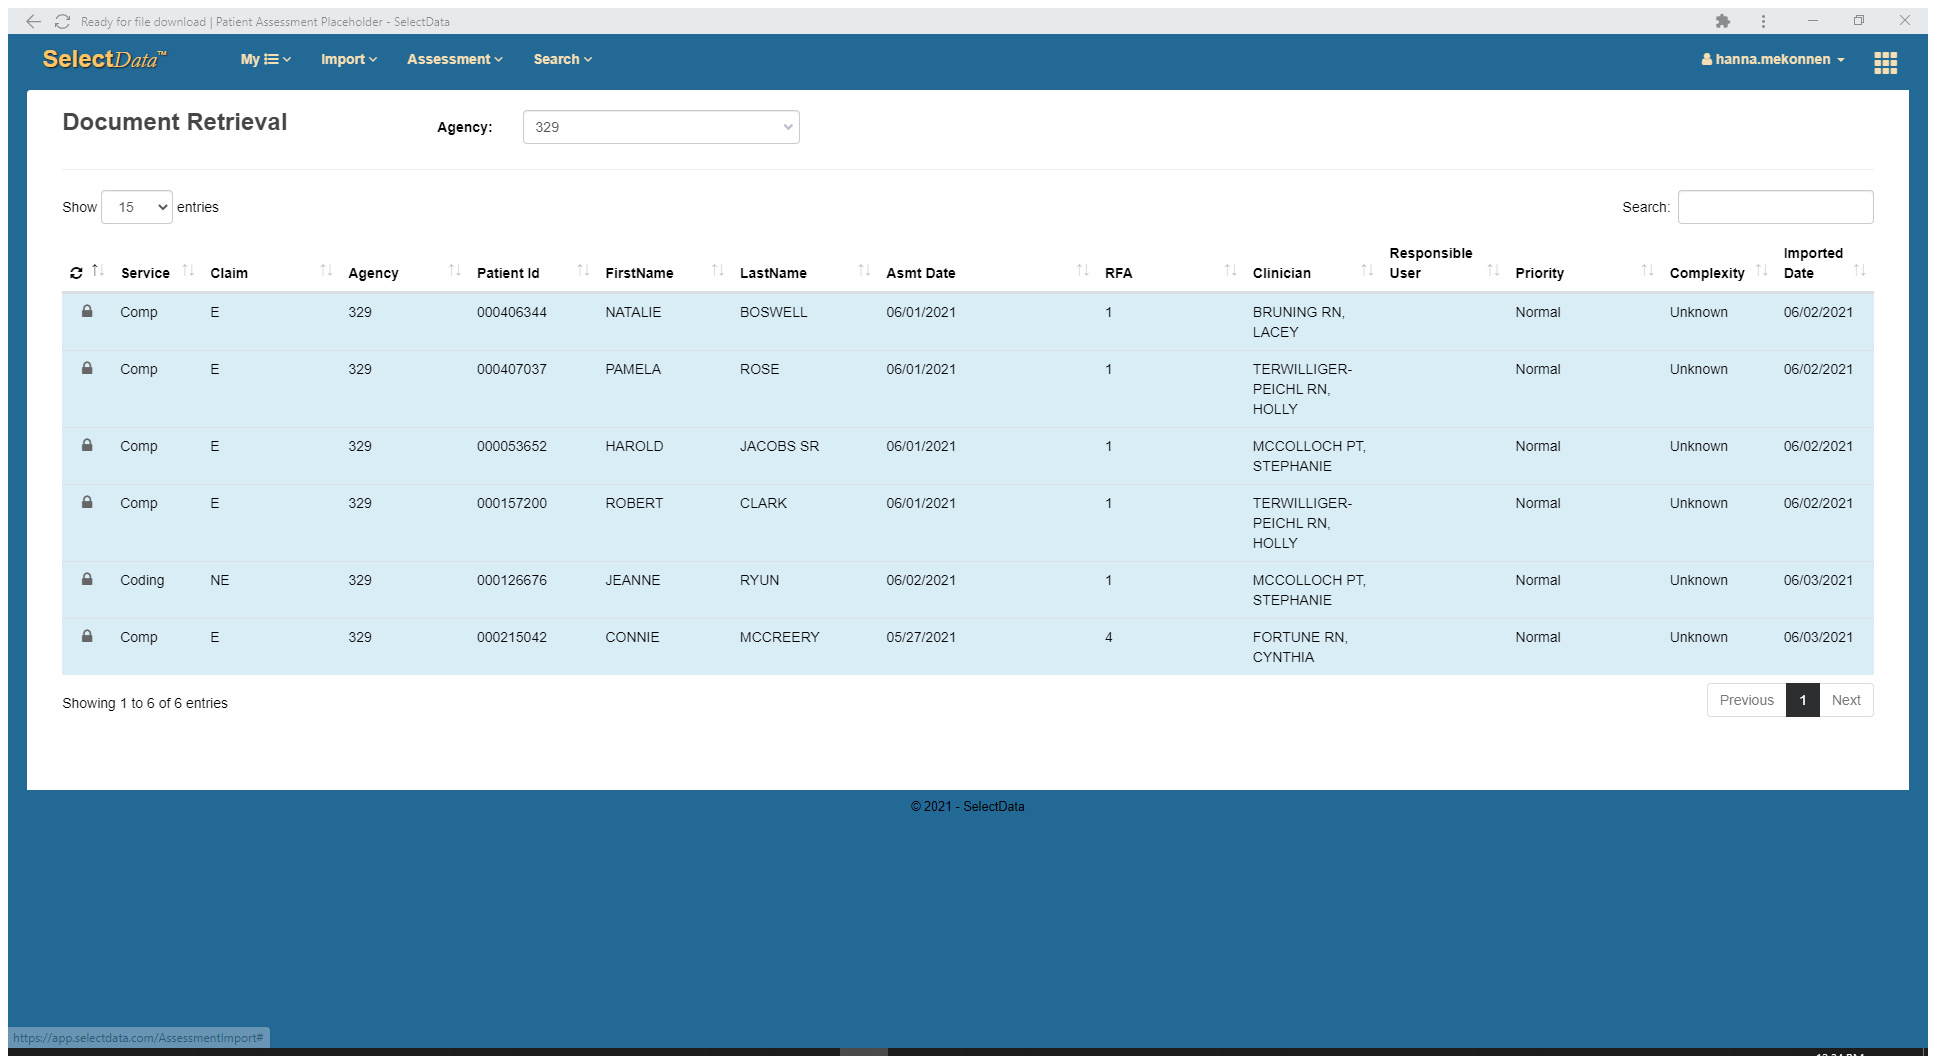 Ready for file download | Patient Assessment Placeholder - SelectData
SelectData™ My Import Assessment Search hanna.mekonnen
Document Retrieval Agency: 329
Show 15 entries Search:
Service Claim Agency Patient Id FirstName LastName Asmt Date RFA Clinician Responsible User Priority Complexity Imported Date
Comp E 329 000406344 NATALIE BOSWELL 06/01/2021 1 BRUNING RN, LACEY Normal Unknown 06/02/2021
Comp E 329 000407037 PAMELA ROSE 06/01/2021 1 TERWILLIGER-PEICHL RN, HOLLY Normal Unknown 06/02/2021
Comp E 329 000053652 HAROLD JACOBS SR 06/01/2021 1 MCCOLLOCH PT, STEPHANIE Normal Unknown 06/02/2021
Comp E 329 000157200 ROBERT CLARK 06/01/2021 1 TERWILLIGER-PEICHL RN, HOLLY Normal Unknown 06/02/2021
Coding NE 329 000126676 JEANNE RYUN 06/02/2021 1 MCCOLLOCH PT, STEPHANIE Normal Unknown 06/03/2021
Comp E 329 000215042 CONNIE MCCREERY 05/27/2021 4 FORTUNE RN, CYNTHIA Normal Unknown 06/03/2021
Showing 1 to 6 of 6 entries Previous 1 Next
© 2021 - SelectData
https://app.selectdata.com/AssessmentImport#